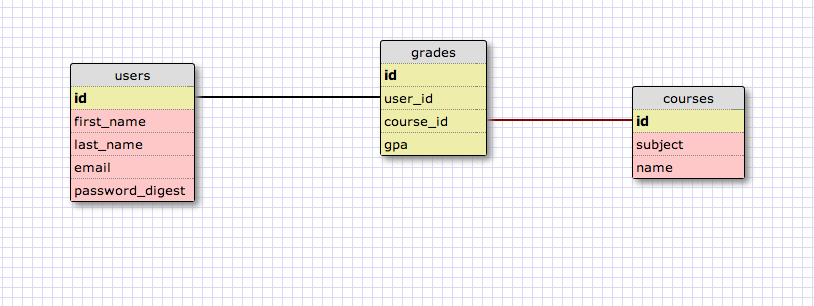 users
id
first_name
last_name
email
password_digest
grades
id
user_id
course_id
gpa
courses
id
subject
name